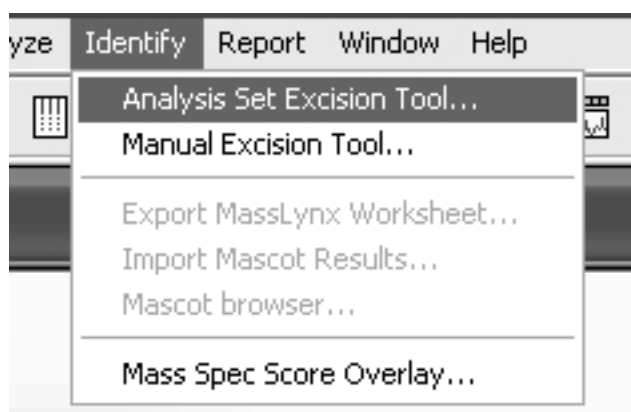 yze Identify Report Window Help
Analysis Set Excision Tool...
Manual Excision Tool...
Export MassLynx Worksheet...
Import Mascot Results...
Mascot browser...
Mass Spec Score Overlay...